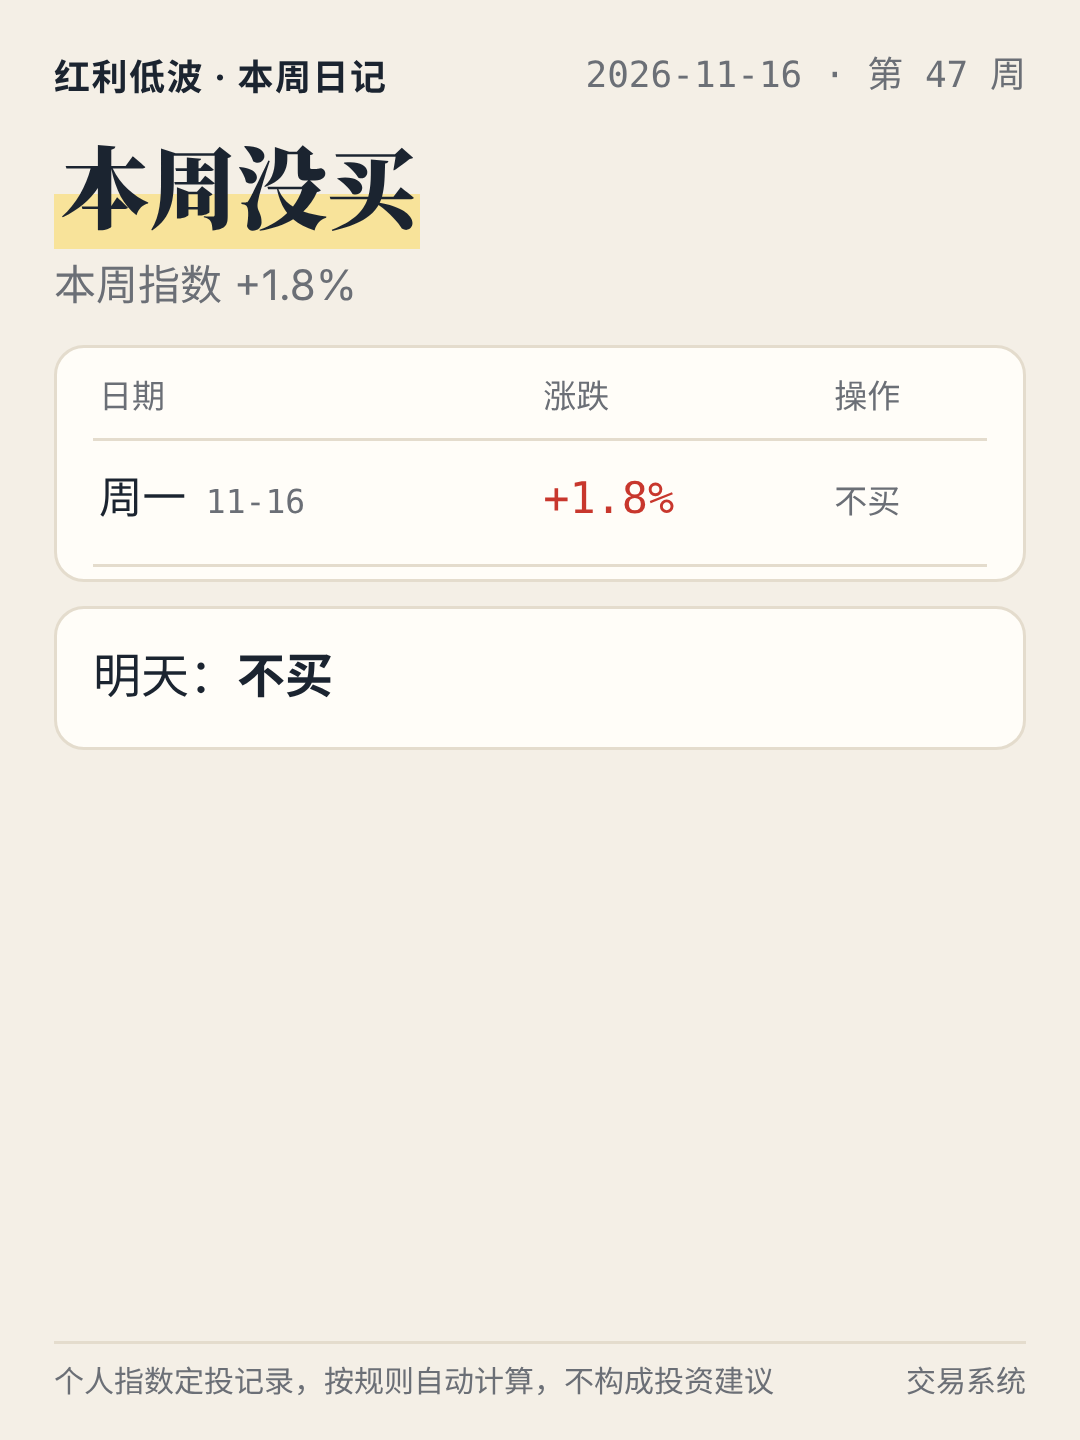 红利低波 · 本周日记
2026-11-16 · 第 47 周
本周没买
本周指数 +1.8%
日期 涨跌 操作
周一 11-16 +1.8% 不买
明天：不买
个人指数定投记录，按规则自动计算，不构成投资建议
交易系统